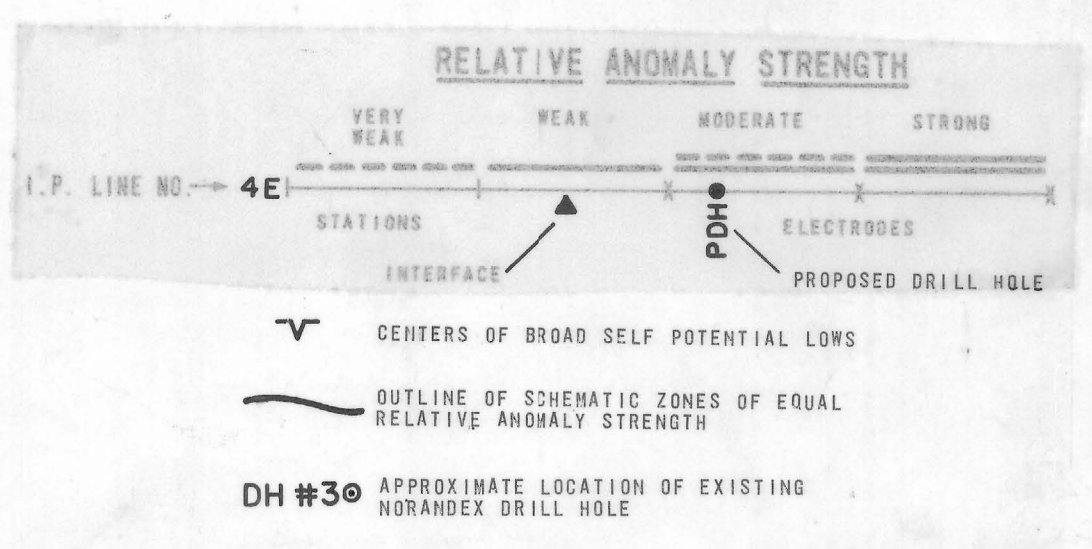 RELATIVE ANOMALY STRENGTH
VERY WEAK
WEAK
MODERATE
STRONG
I.P. LINE NO. → 4E
STATIONS
PDH
ELECTRODES
INTERFACE
PROPOSED DRILL HOLE
-V- CENTERS OF BROAD SELF POTENTIAL LOWS
OUTLINE OF SCHEMATIC ZONES OF EQUAL
RELATIVE ANOMALY STRENGTH
DH #3 APPROXIMATE LOCATION OF EXISTING
NORANDEX DRILL HOLE